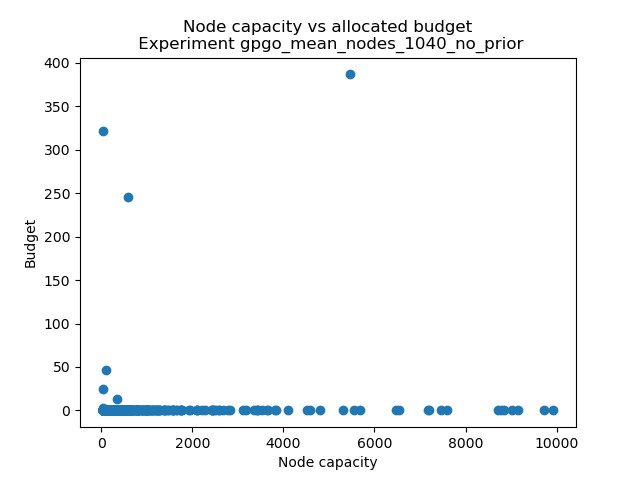 Node capacity vs allocated budget
Experiment gpgo_mean_nodes_1040_no_prior
400
350
300
250
200
150
100
50
0
Budget
0 2000 4000 6000 8000 10000
Node capacity